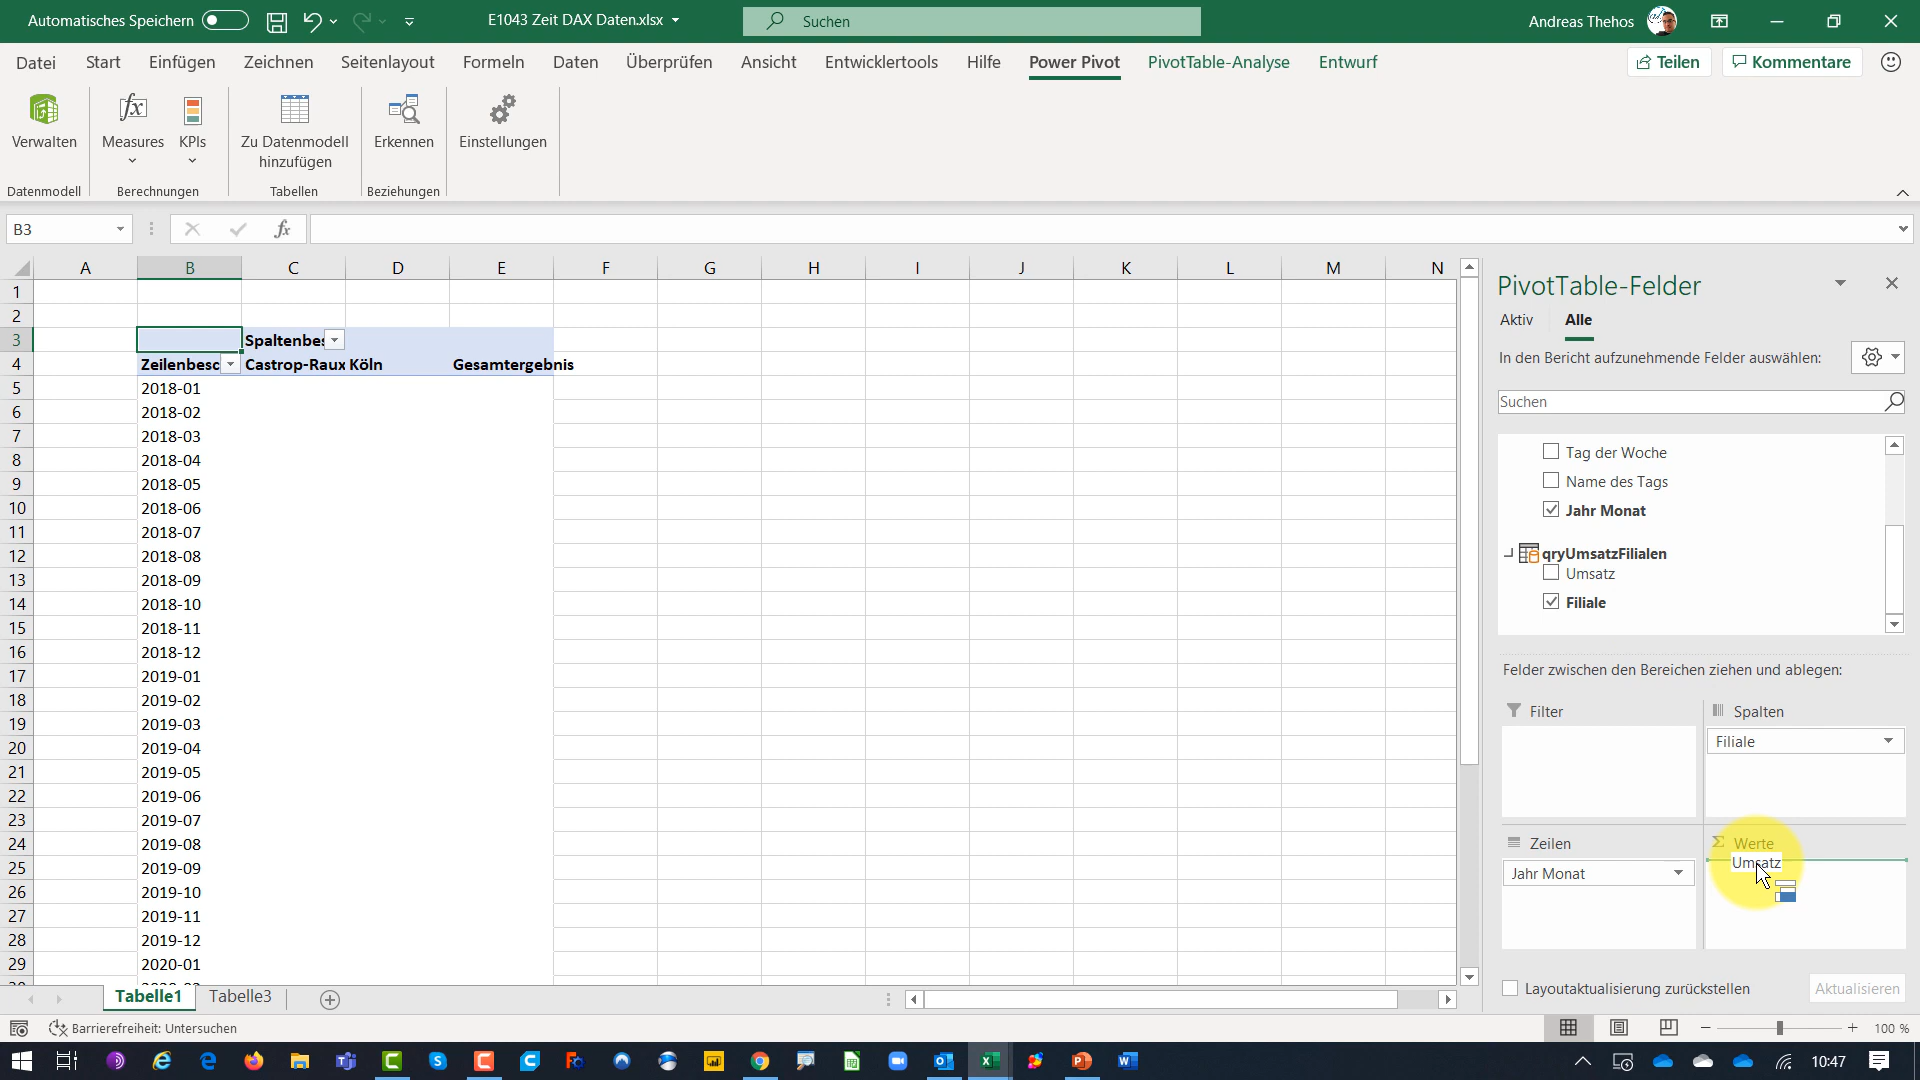 Automatisches Speichern
E1043 Zeit DAX Daten.xlsx
Suchen
Andreas Thehos
Datei Start Einfügen Zeichnen Seitenlayout Formeln Daten Überprüfen Ansicht Entwicklertools Hilfe Power Pivot PivotTable-Analyse Entwurf Teilen Kommentare
Verwalten Measures KPIs Zu Datenmodell hinzufügen Erkennen Einstellungen
Datenmodell Berechnungen Tabellen Beziehungen
B3 fx
A B C D E F G H I J K L M N
1
2
3 Spaltenbes
4 Zeilenbesc Castrop-Raux Köln Gesamtergebnis
5 2018-01
6 2018-02
7 2018-03
8 2018-04
9 2018-05
10 2018-06
11 2018-07
12 2018-08
13 2018-09
14 2018-10
15 2018-11
16 2018-12
17 2019-01
18 2019-02
19 2019-03
20 2019-04
21 2019-05
22 2019-06
23 2019-07
24 2019-08
25 2019-09
26 2019-10
27 2019-11
28 2019-12
29 2020-01
PivotTable-Felder
Aktiv Alle
In den Bericht aufzunehmende Felder auswählen:
Suchen
Tag der Woche
Name des Tags
Jahr Monat
qryUmsatzFilialen
Umsatz
Filiale
Felder zwischen den Bereichen ziehen und ablegen:
Filter Spalten
Filiale
Zeilen Werte
Umsatz
Jahr Monat
Layoutaktualisierung zurückstellen Aktualisieren
Tabelle1 Tabelle3
Barrierefreiheit: Untersuchen
100 %
10:47